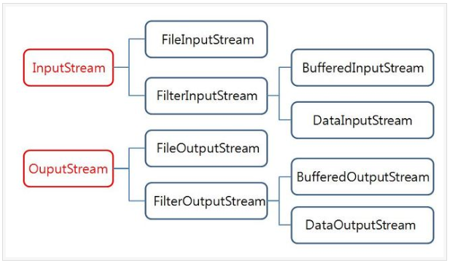 FileInputStream
InputStream
FilterInputStream
BufferedInputStream
DataInputStream
FileOutputStream
OuputStream
FilterOutputStream
BufferedOutputStream
DataOutputStream